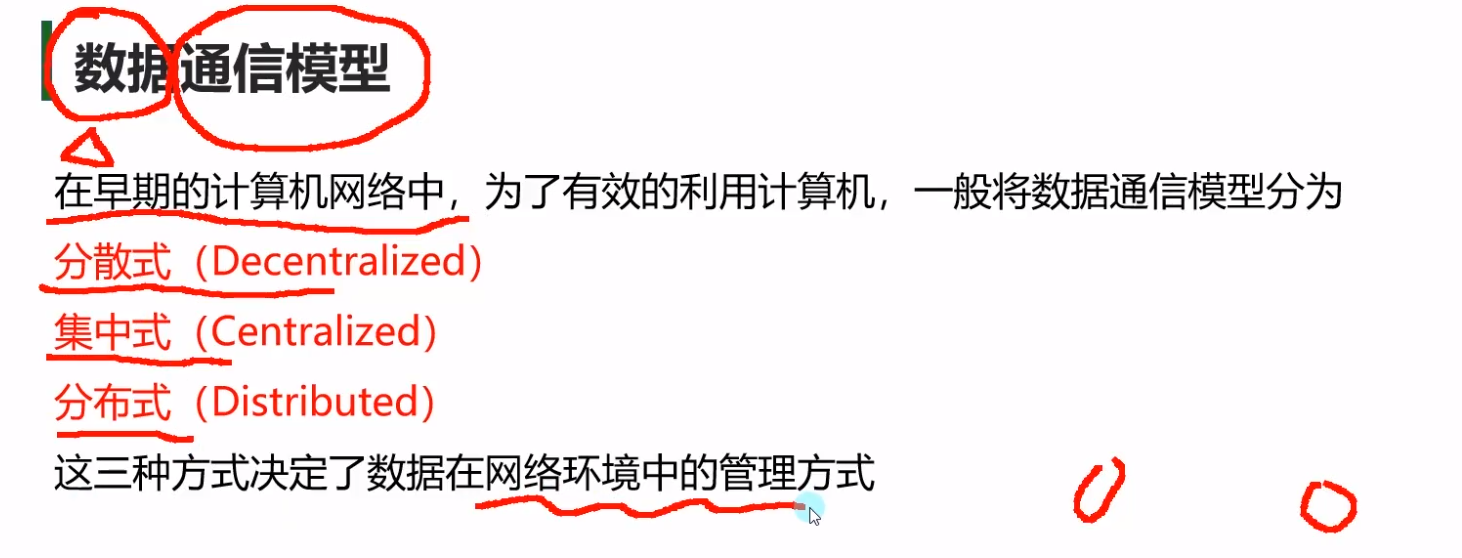 数据通信模型
在早期的计算机网络中，为了有效的利用计算机，一般将数据通信模型分为
分散式（Decentralized）
集中式（Centralized）
分布式（Distributed）
这三种方式决定了数据在网络环境中的管理方式